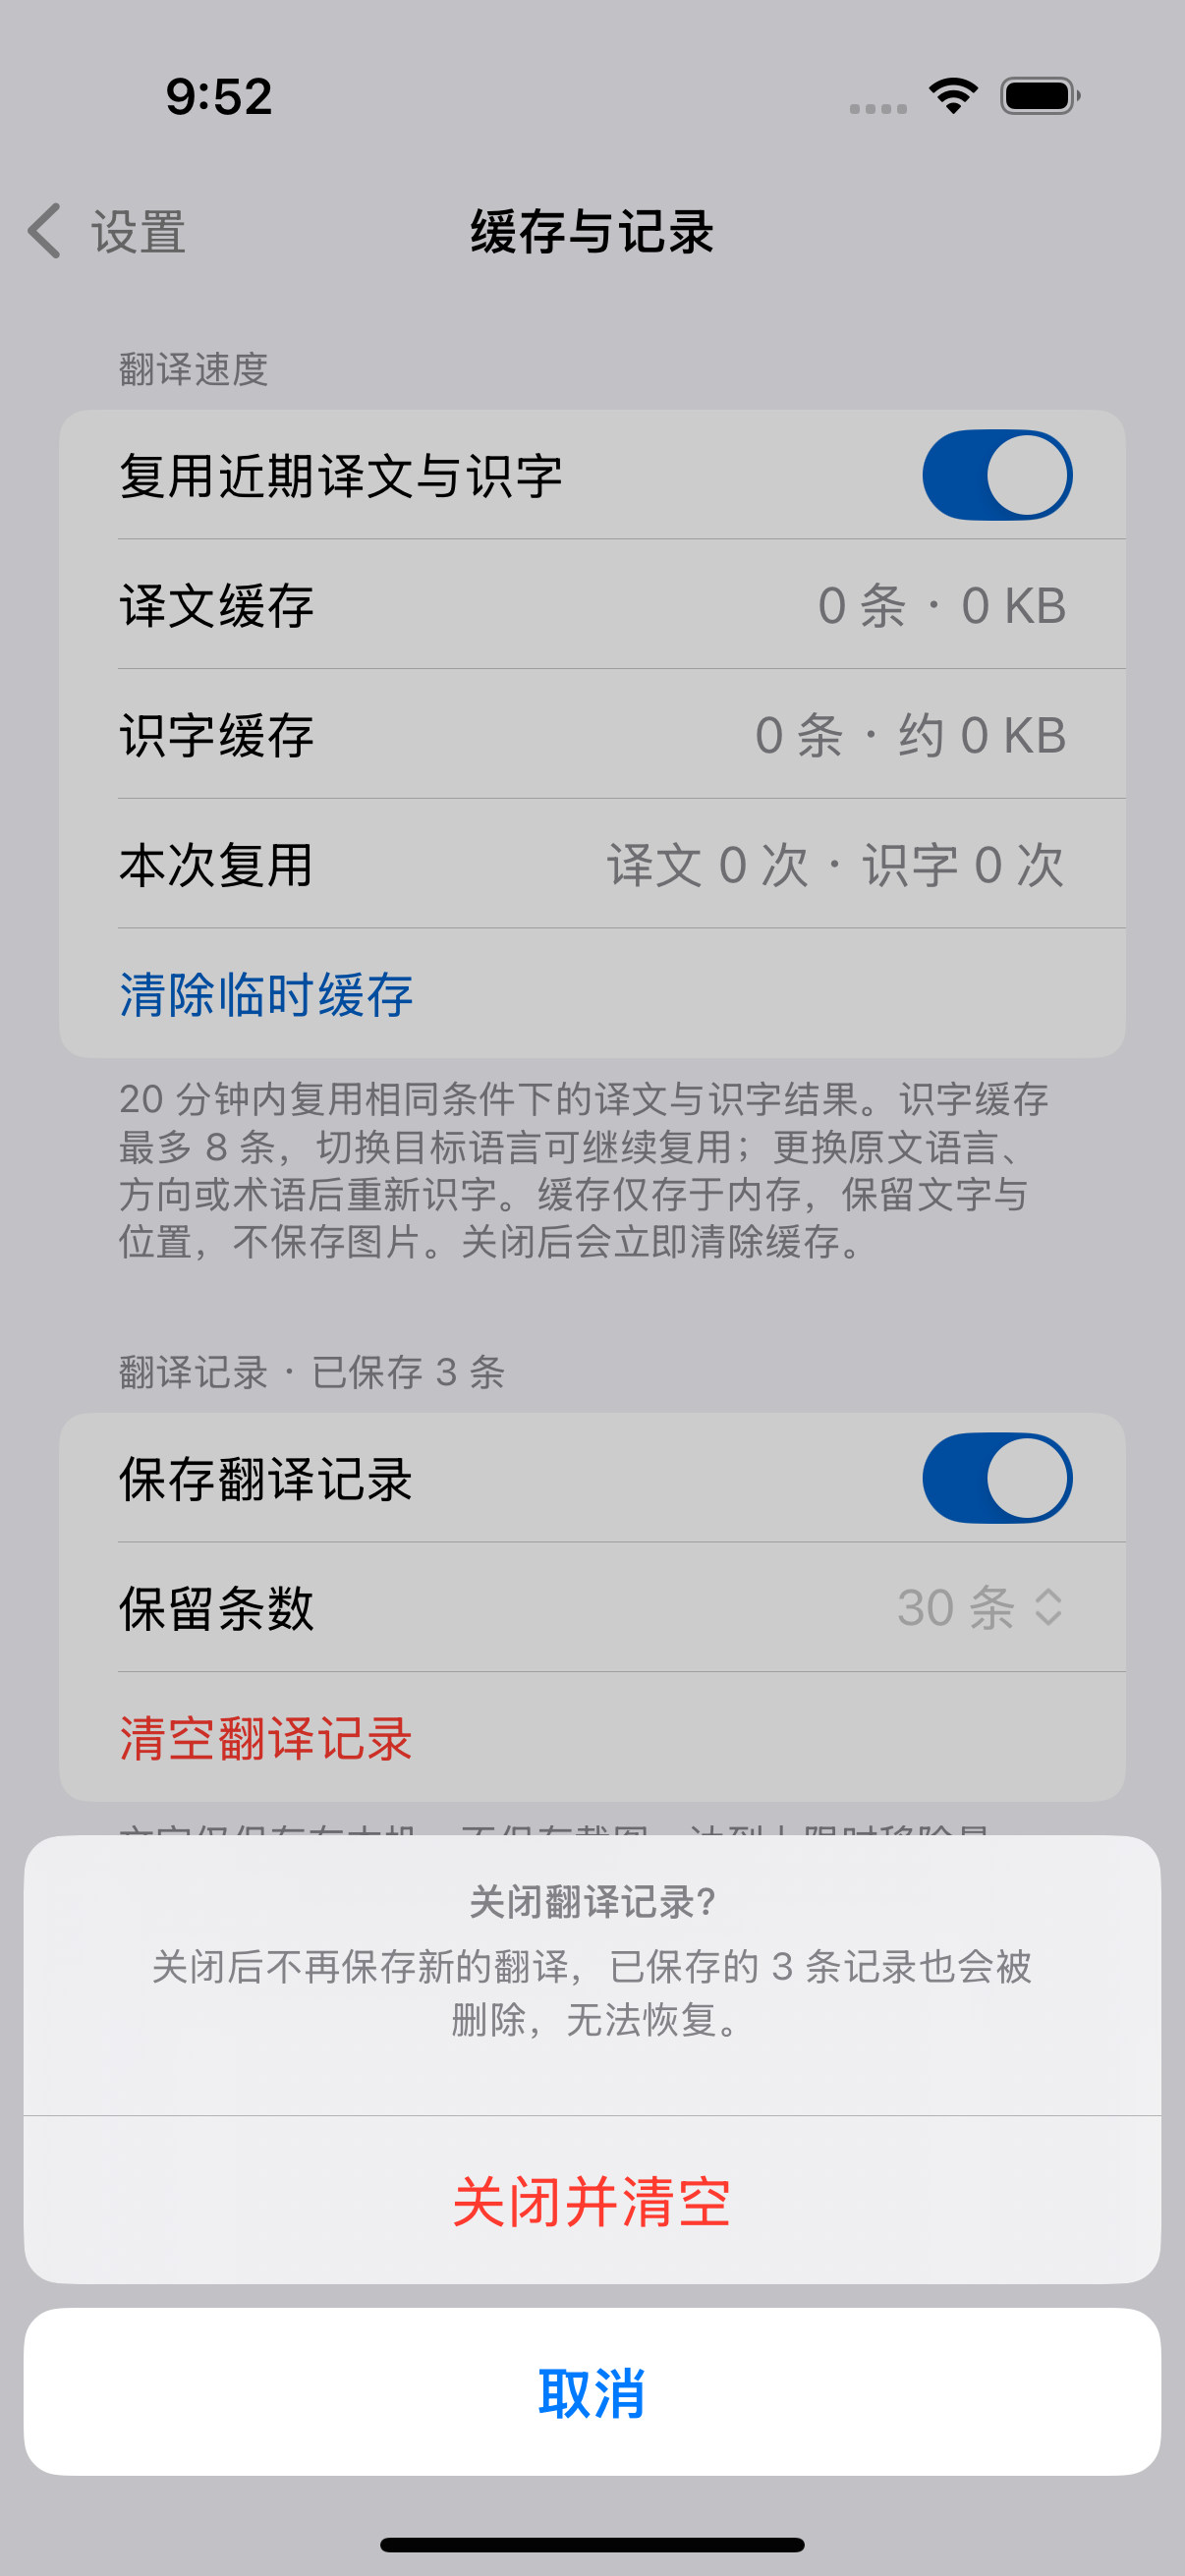 9:52
设置
缓存与记录
翻译速度
复用近期译文与识字
译文缓存 0 条 · 0 KB
识字缓存 0 条 · 约 0 KB
本次复用 译文 0 次 · 识字 0 次
清除临时缓存
20 分钟内复用相同条件下的译文与识字结果。识字缓存
最多 8 条，切换目标语言可继续复用；更换原文语言、
方向或术语后重新识字。缓存仅存于内存，保留文字与
位置，不保存图片。关闭后会立即清除缓存。
翻译记录 · 已保存 3 条
保存翻译记录
保留条数 30 条
清空翻译记录
关闭翻译记录？
关闭后不再保存新的翻译，已保存的 3 条记录也会被
删除，无法恢复。
关闭并清空
取消